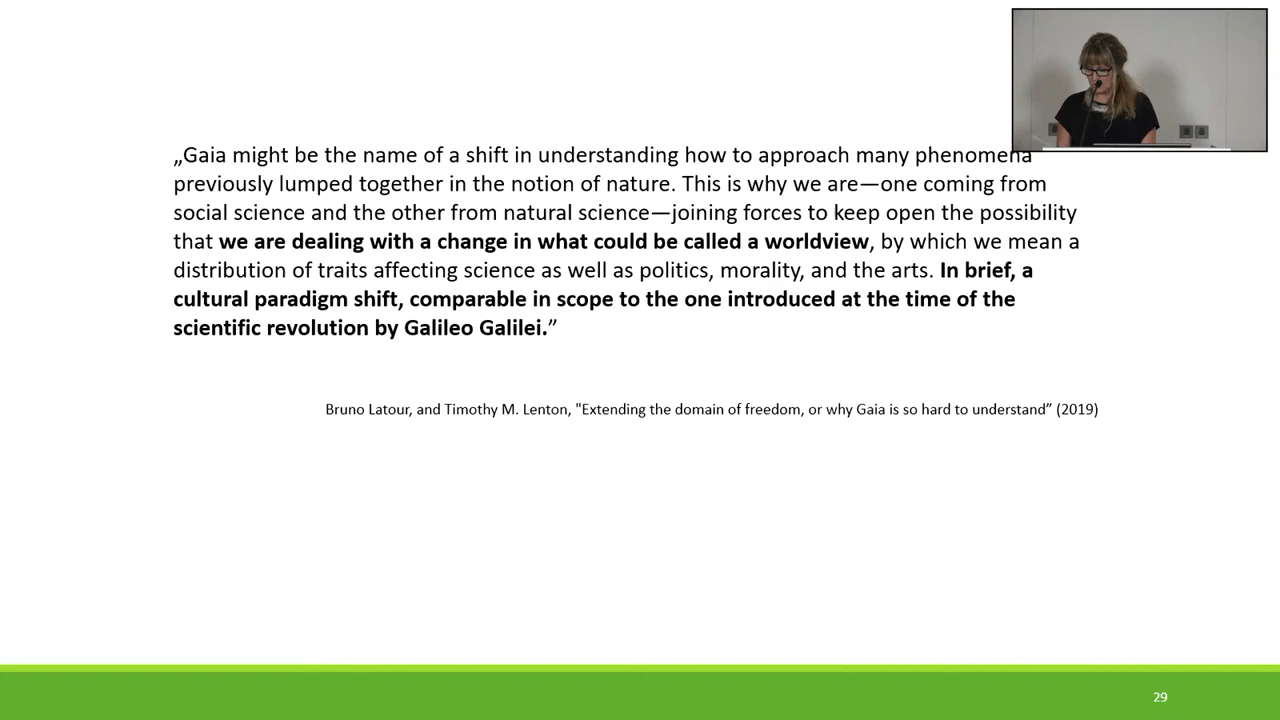 „Gaia might be the name of a shift in understanding how to approach many phenomena
previously lumped together in the notion of nature. This is why we are—one coming from
social science and the other from natural science—joining forces to keep open the possibility
that we are dealing with a change in what could be called a worldview, by which we mean a
distribution of traits affecting science as well as politics, morality, and the arts. In brief, a
cultural paradigm shift, comparable in scope to the one introduced at the time of the
scientific revolution by Galileo Galilei.”
Bruno Latour, and Timothy M. Lenton, "Extending the domain of freedom, or why Gaia is so hard to understand” (2019)
29